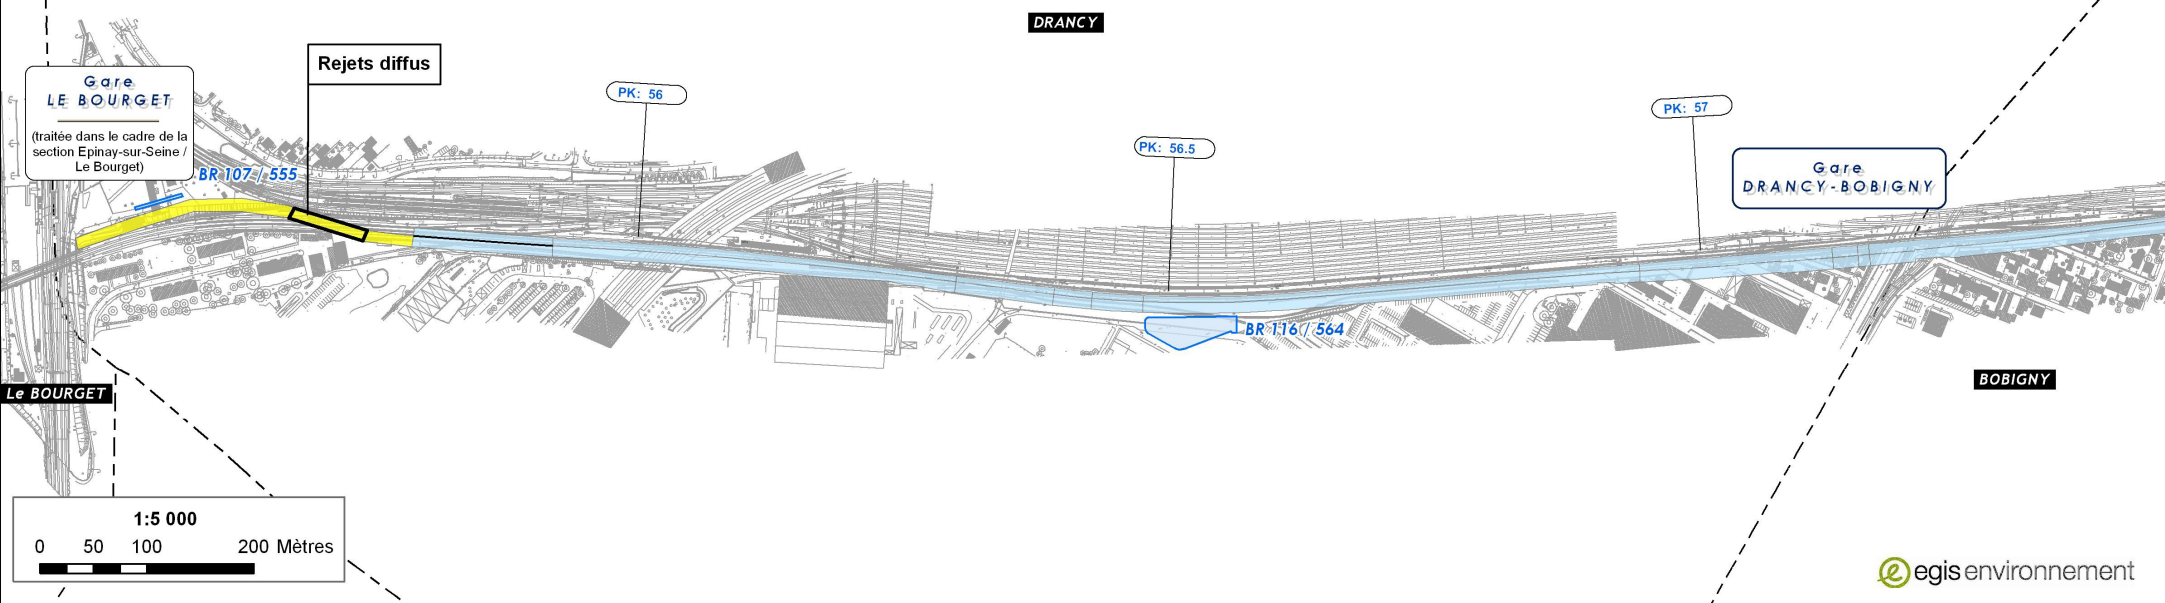 DRANCY
Rejets diffus
Gare
LE BOURGET
(traitée dans le cadre de la
section Epinay-sur-Seine /
Le Bourget)
BR 107 / 555
PK: 56
PK: 56.5
PK: 57
Gare
DRANCY-BOBIGNY
BR 116 / 564
Le BOURGET
BOBIGNY
1:5 000
0 50 100 200 Mètres
egis environnement